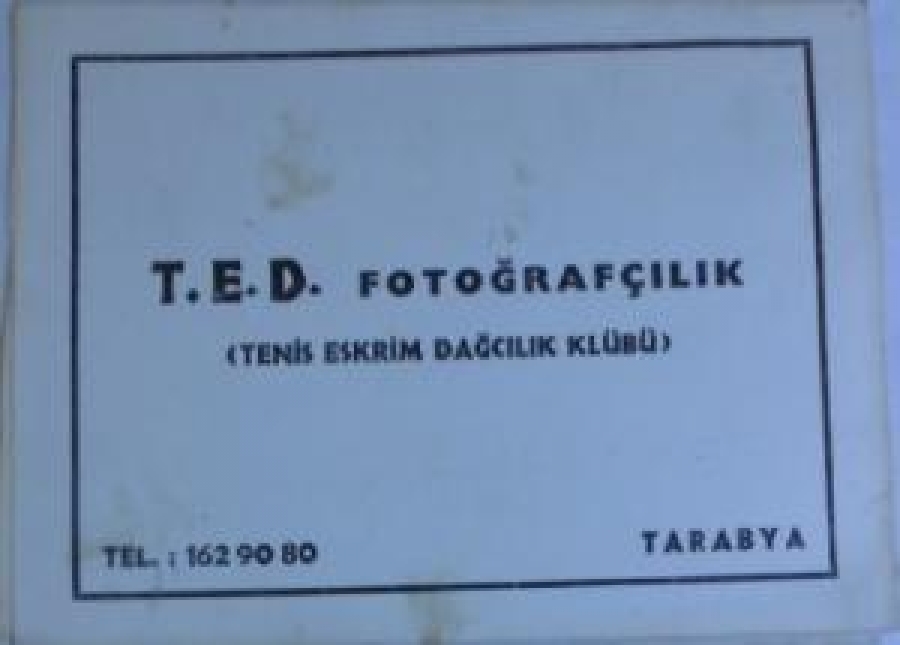 T.E.D. FOTOĞRAFÇILIK
(TENİS ESKRİM DAĞCILIK KLÜBÜ)
TEL. : 162 90 80
TARABYA